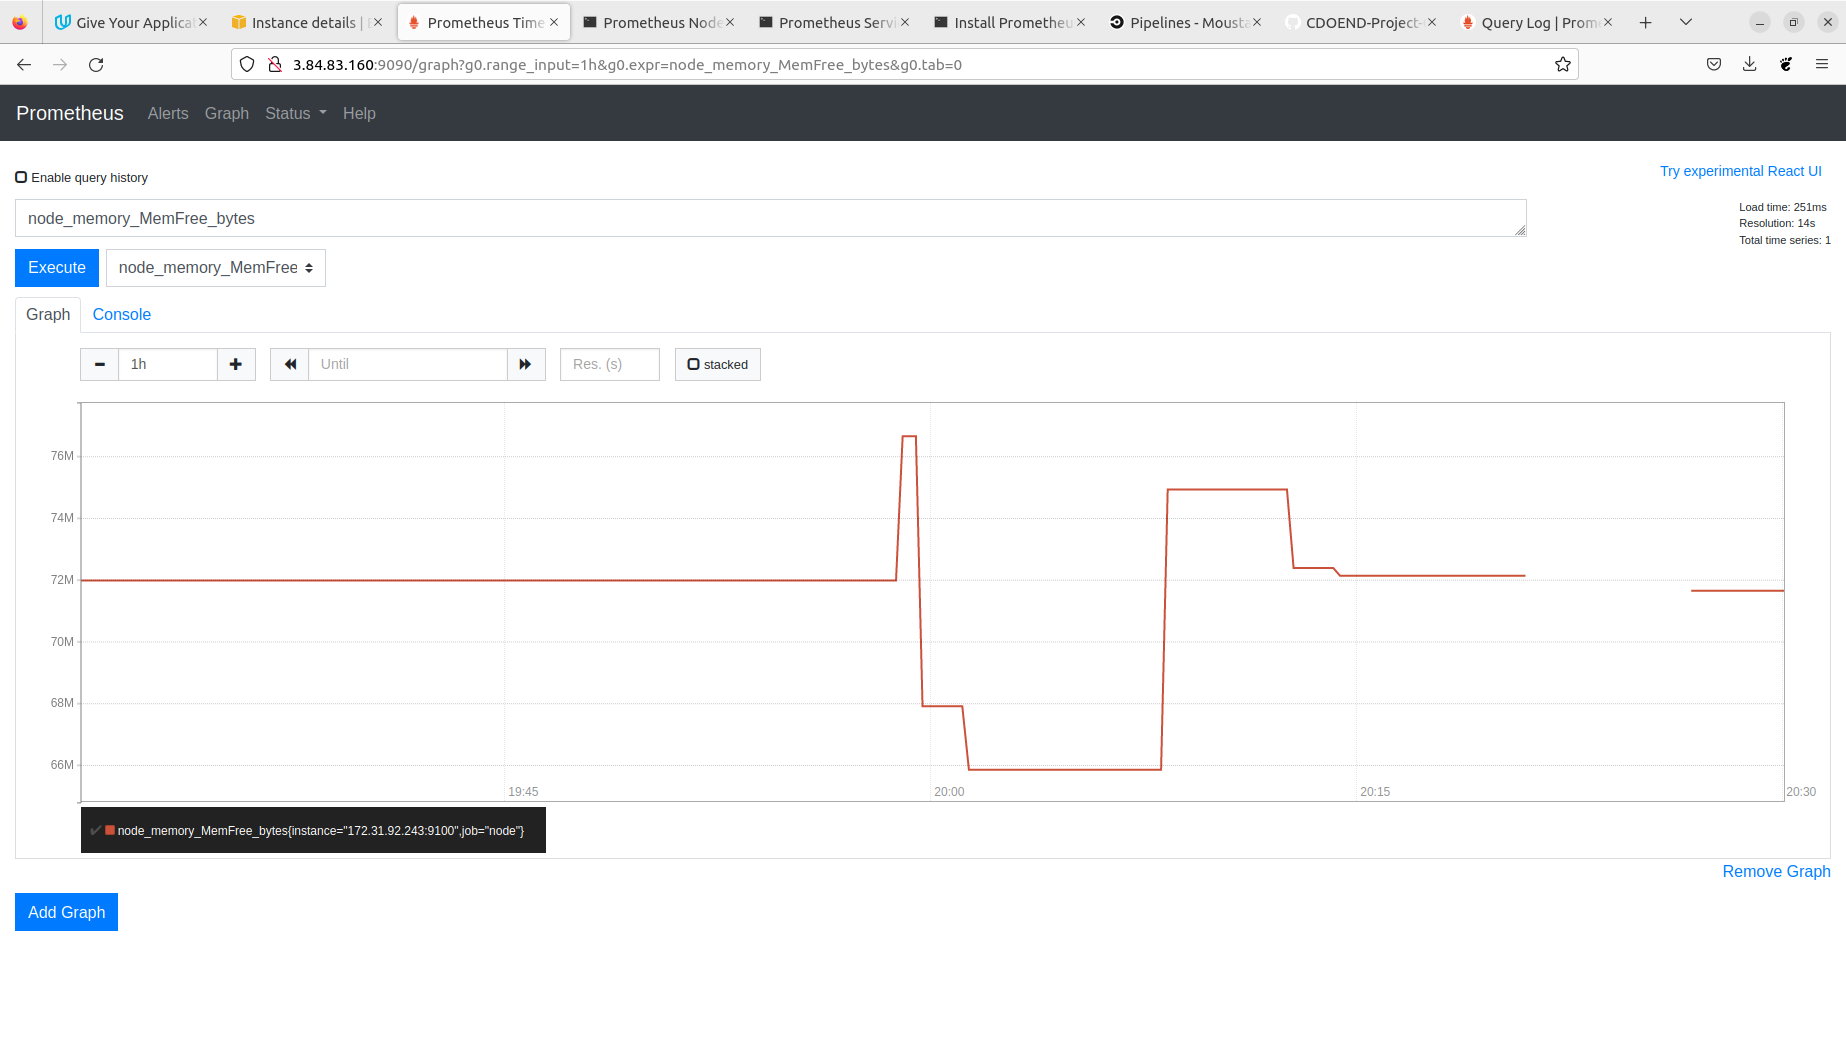 Give Your Applica
Instance details | E
Prometheus Time
Prometheus Node
Prometheus Servi
Install Prometheu
Pipelines - Mousta
CDOEND-Project-
Query Log | Prom
3.84.83.160:9090/graph?g0.range_input=1h&g0.expr=node_memory_MemFree_bytes&g0.tab=0
Prometheus Alerts Graph Status Help
Enable query history
Try experimental React UI
node_memory_MemFree_bytes
Load time: 251ms
Resolution: 14s
Total time series: 1
Execute
node_memory_MemFree
Graph
Console
1h
Until
Res. (s)
stacked
76M
74M
72M
70M
68M
66M
19:45
20:00
20:15
20:30
node_memory_MemFree_bytes{instance="172.31.92.243:9100",job="node"}
Remove Graph
Add Graph